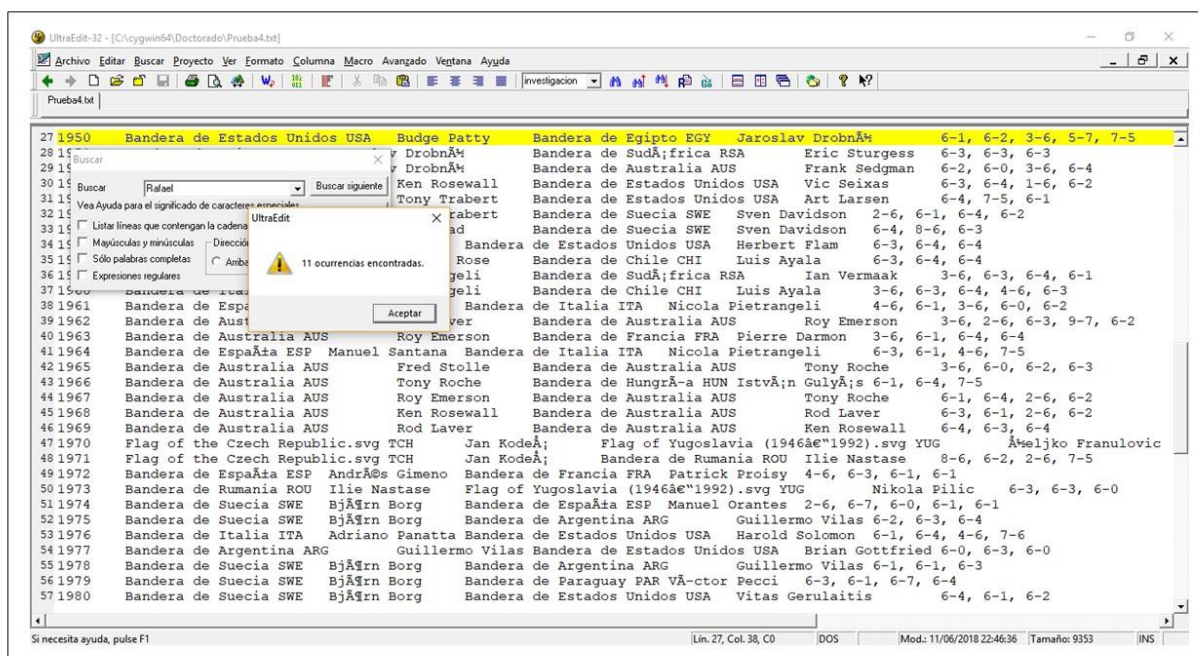 UltraEdit-32 - [C:\cygwin64\Doctorado\Prueba4.txt]
Archivo Editar Buscar Proyecto Ver Formato Columna Macro Avanzado Ventana Ayuda
investigacion
Prueba4.txt
27 1950 Bandera de Estados Unidos USA Budge Patty Bandera de Egipto EGY Jaroslav DrobnÃ½ 6-1, 6-2, 3-6, 5-7, 7-5
28 DrobnÃ½ Bandera de SudÃ¡frica RSA Eric Sturgess 6-3, 6-3, 6-3
29 DrobnÃ½ Bandera de Australia AUS Frank Sedgman 6-2, 6-0, 3-6, 6-4
30 Ken Rosewall Bandera de Estados Unidos USA Vic Seixas 6-3, 6-4, 1-6, 6-2
31 Tony Trabert Bandera de Estados Unidos USA Art Larsen 6-4, 7-5, 6-1
32 rabert Bandera de Suecia SWE Sven Davidson 2-6, 6-1, 6-4, 6-2
33 ad Bandera de Suecia SWE Sven Davidson 6-4, 8-6, 6-3
34 Bandera de Estados Unidos USA Herbert Flam 6-3, 6-4, 6-4
35 Rose Bandera de Chile CHI Luis Ayala 6-3, 6-4, 6-4
36 geli Bandera de SudÃ¡frica RSA Ian Vermaak 3-6, 6-3, 6-4, 6-1
37 1960 Bandera de Ita geli Bandera de Chile CHI Luis Ayala 3-6, 6-3, 6-4, 4-6, 6-3
38 1961 Bandera de Espa Bandera de Italia ITA Nicola Pietrangeli 4-6, 6-1, 3-6, 6-0, 6-2
39 1962 Bandera de Aust ver Bandera de Australia AUS Roy Emerson 3-6, 2-6, 6-3, 9-7, 6-2
40 1963 Bandera de Australia AUS Roy Emerson Bandera de Francia FRA Pierre Darmon 3-6, 6-1, 6-4, 6-4
41 1964 Bandera de EspaÃ±a ESP Manuel Santana Bandera de Italia ITA Nicola Pietrangeli 6-3, 6-1, 4-6, 7-5
42 1965 Bandera de Australia AUS Fred Stolle Bandera de Australia AUS Tony Roche 3-6, 6-0, 6-2, 6-3
43 1966 Bandera de Australia AUS Tony Roche Bandera de HungrÃ-a HUN IstvÃ¡n GulyÃ¡s 6-1, 6-4, 7-5
44 1967 Bandera de Australia AUS Roy Emerson Bandera de Australia AUS Tony Roche 6-1, 6-4, 2-6, 6-2
45 1968 Bandera de Australia AUS Ken Rosewall Bandera de Australia AUS Rod Laver 6-3, 6-1, 2-6, 6-2
46 1969 Bandera de Australia AUS Rod Laver Bandera de Australia AUS Ken Rosewall 6-4, 6-3, 6-4
47 1970 Flag of the Czech Republic.svg TCH Jan KodeÅ¡ Flag of Yugoslavia (1946â€“1992).svg YUG Å½eljko Franulovic
48 1971 Flag of the Czech Republic.svg TCH Jan KodeÅ¡ Bandera de Rumania ROU Ilie Nastase 8-6, 6-2, 2-6, 7-5
49 1972 Bandera de EspaÃ±a ESP AndrÃ©s Gimeno Bandera de Francia FRA Patrick Proisy 4-6, 6-3, 6-1, 6-1
50 1973 Bandera de Rumania ROU Ilie Nastase Flag of Yugoslavia (1946â€“1992).svg YUG Nikola Pilic 6-3, 6-3, 6-0
51 1974 Bandera de Suecia SWE BjÃ¶rn Borg Bandera de EspaÃ±a ESP Manuel Orantes 2-6, 6-7, 6-0, 6-1, 6-1
52 1975 Bandera de Suecia SWE BjÃ¶rn Borg Bandera de Argentina ARG Guillermo Vilas 6-2, 6-3, 6-4
53 1976 Bandera de Italia ITA Adriano Panatta Bandera de Estados Unidos USA Harold Solomon 6-1, 6-4, 4-6, 7-6
54 1977 Bandera de Argentina ARG Guillermo Vilas Bandera de Estados Unidos USA Brian Gottfried 6-0, 6-3, 6-0
55 1978 Bandera de Suecia SWE BjÃ¶rn Borg Bandera de Argentina ARG Guillermo Vilas 6-1, 6-1, 6-3
56 1979 Bandera de Suecia SWE BjÃ¶rn Borg Bandera de Paraguay PAR VÃ-ctor Pecci 6-3, 6-1, 6-7, 6-4
57 1980 Bandera de Suecia SWE BjÃ¶rn Borg Bandera de Estados Unidos USA Vitas Gerulaitis 6-4, 6-1, 6-2
Buscar
Buscar Rafael Buscar siguiente
Vea Ayuda para el significado de caracteres especiales
Listar líneas que contengan la cadena
Mayúsculas y minúsculas Dirección
Sólo palabras completas Arriba
Expresiones regulares
UltraEdit
11 ocurrencias encontradas.
Aceptar
Si necesita ayuda, pulse F1 Lín. 27, Col. 38, C0 DOS Mod.: 11/06/2018 22:46:36 Tamaño: 9353 INS